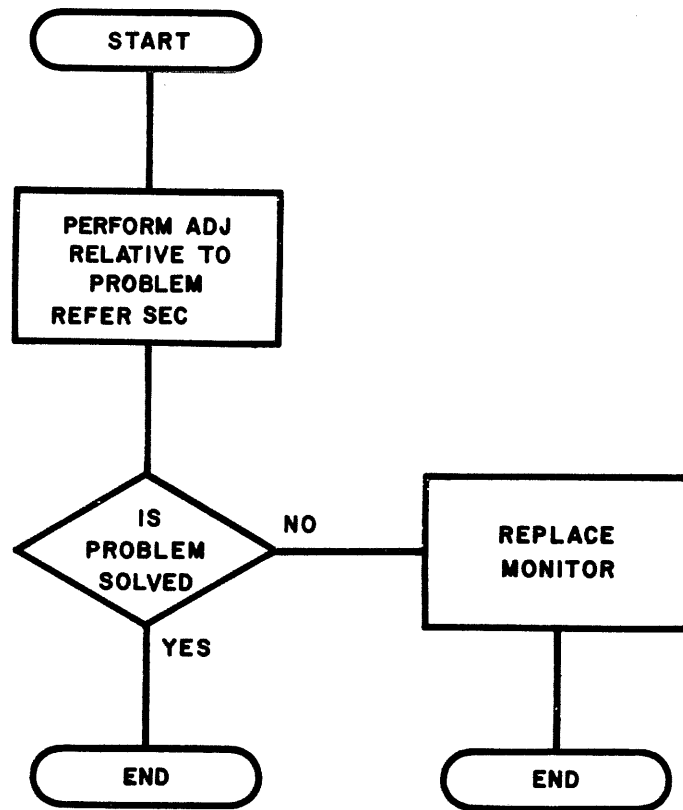 START
PERFORM ADJ
RELATIVE TO
PROBLEM
REFER SEC
IS
PROBLEM
SOLVED
NO
YES
REPLACE
MONITOR
END
END